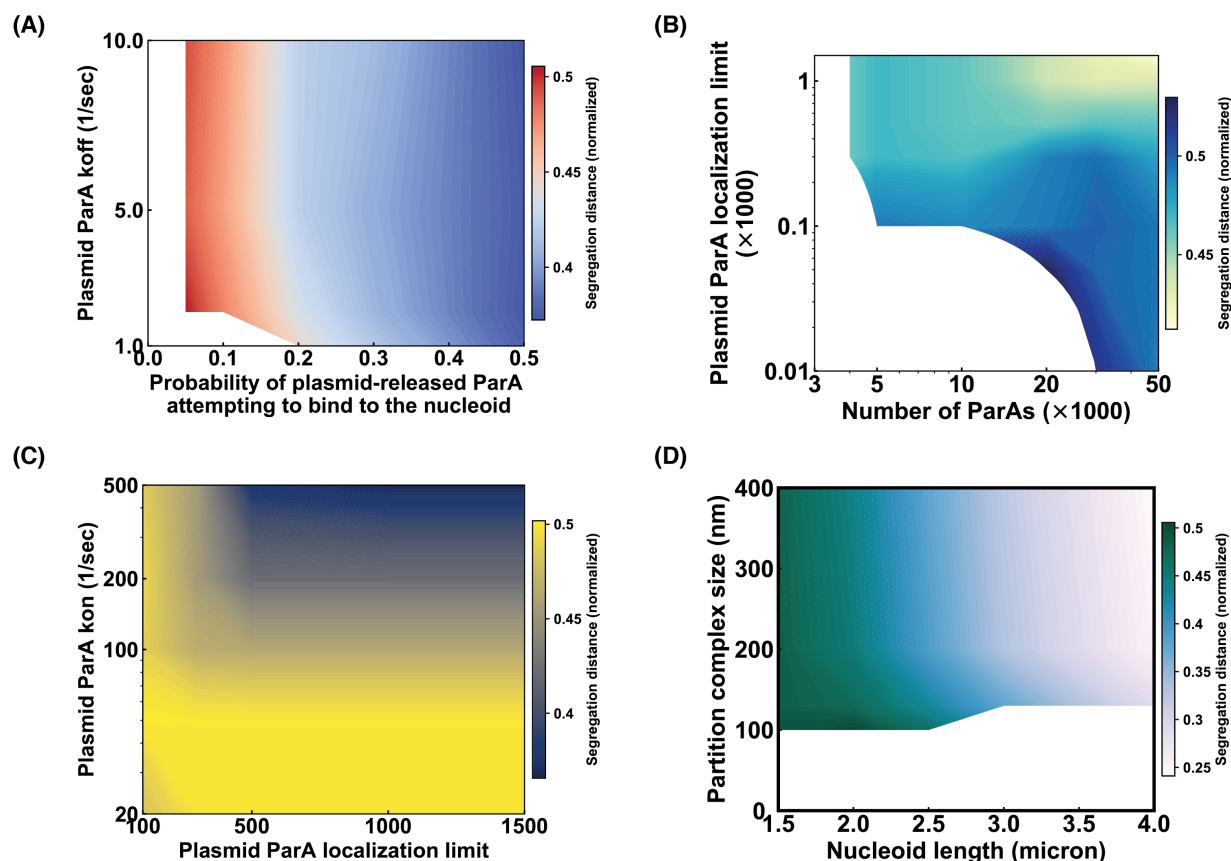 (A)
10.0
5.0
1.0
Plasmid ParA koff (1/sec)
0.0 0.1 0.2 0.3 0.4 0.5
Probability of plasmid-released ParA
attempting to bind to the nucleoid
0.5
0.45
0.4
Segregation distance (normalized)
(B)
1
0.1
0.01
Plasmid ParA localization limit
(×1000)
3 5 10 20 50
Number of ParAs (×1000)
0.5
0.45
Segregation distance (normalized)
(C)
500
200
100
20
Plasmid ParA kon (1/sec)
100 500 1000 1500
Plasmid ParA localization limit
0.5
0.45
0.4
Segregation distance (normalized)
(D)
400
300
200
100
0
Partition complex size (nm)
1.5 2.0 2.5 3.0 3.5 4.0
Nucleoid length (micron)
0.5
0.45
0.4
0.35
0.3
0.25
Segregation distance (normalized)